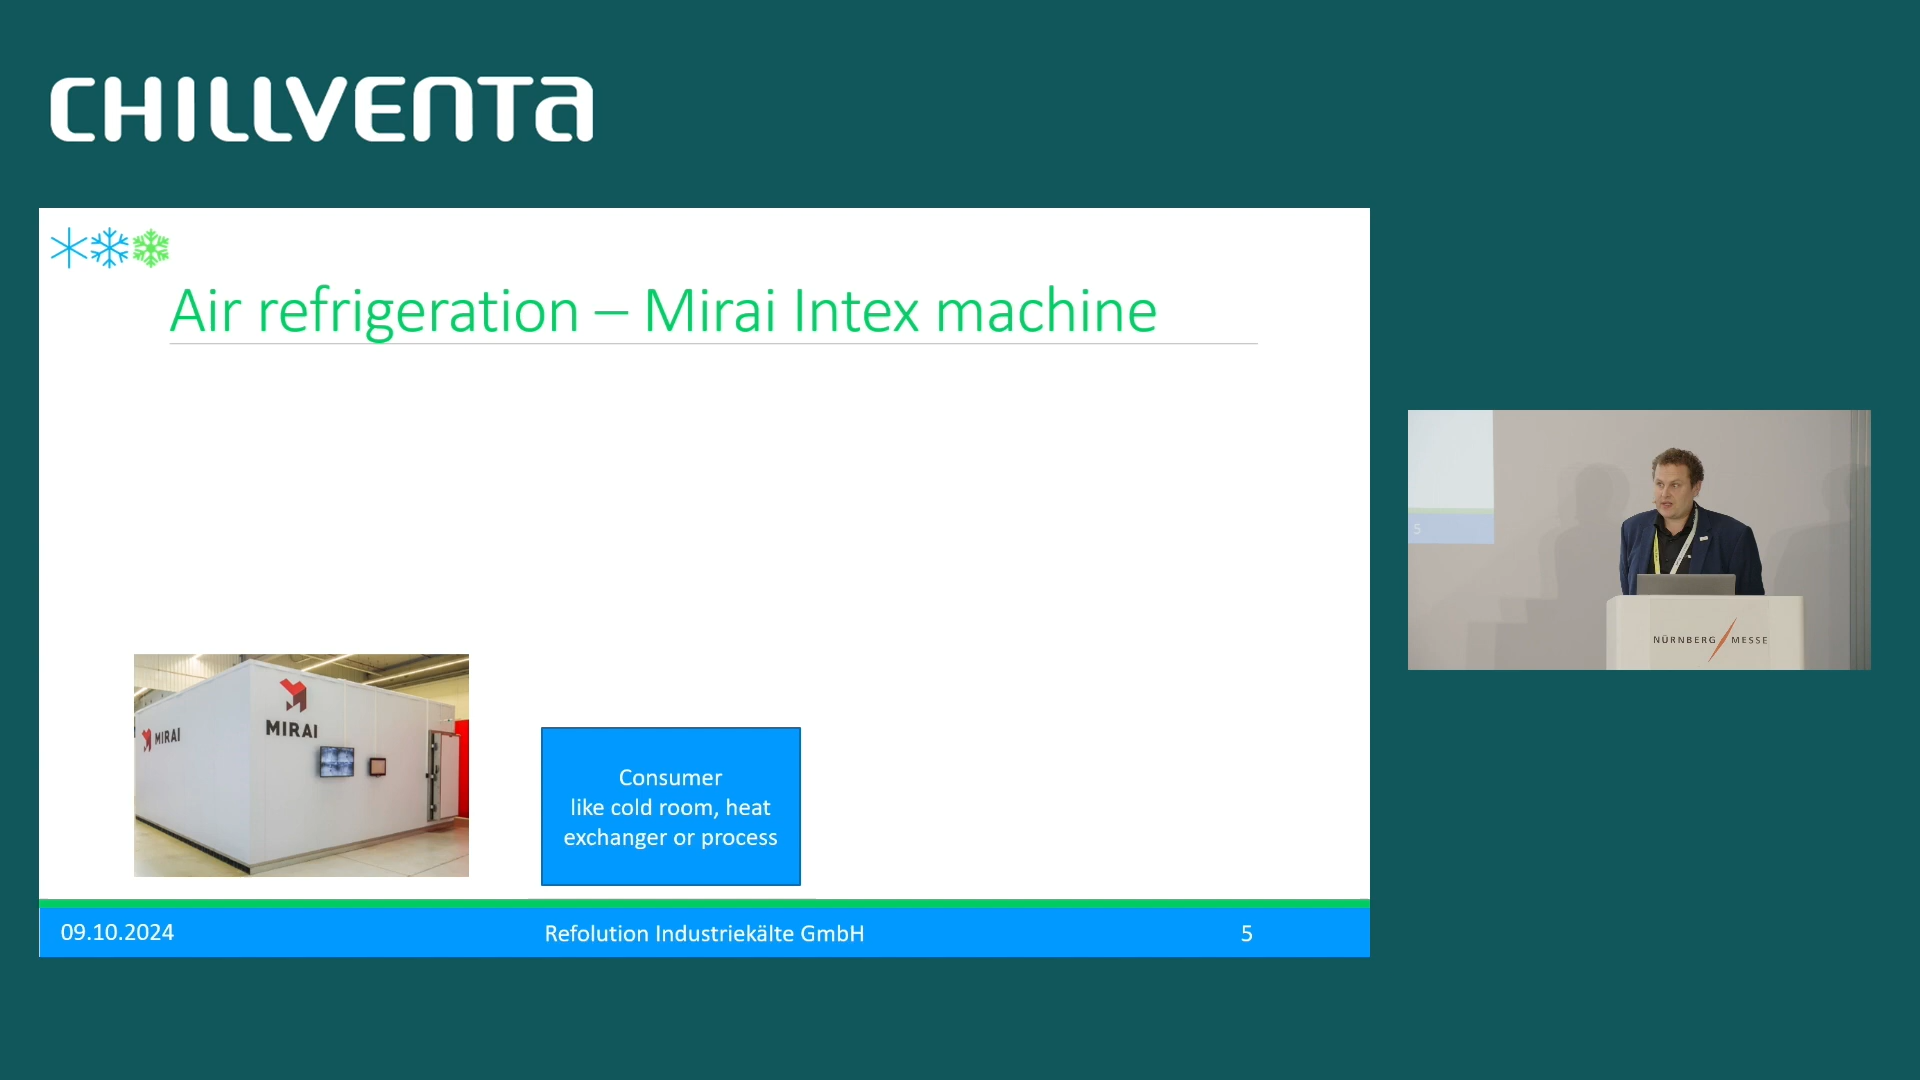 CHILLVENTA
Air refrigeration – Mirai Intex machine
MIRAI
MIRAI
Consumer
like cold room, heat
exchanger or process
09.10.2024
Refolution Industriekälte GmbH
5
5
NÜRNBERG MESSE